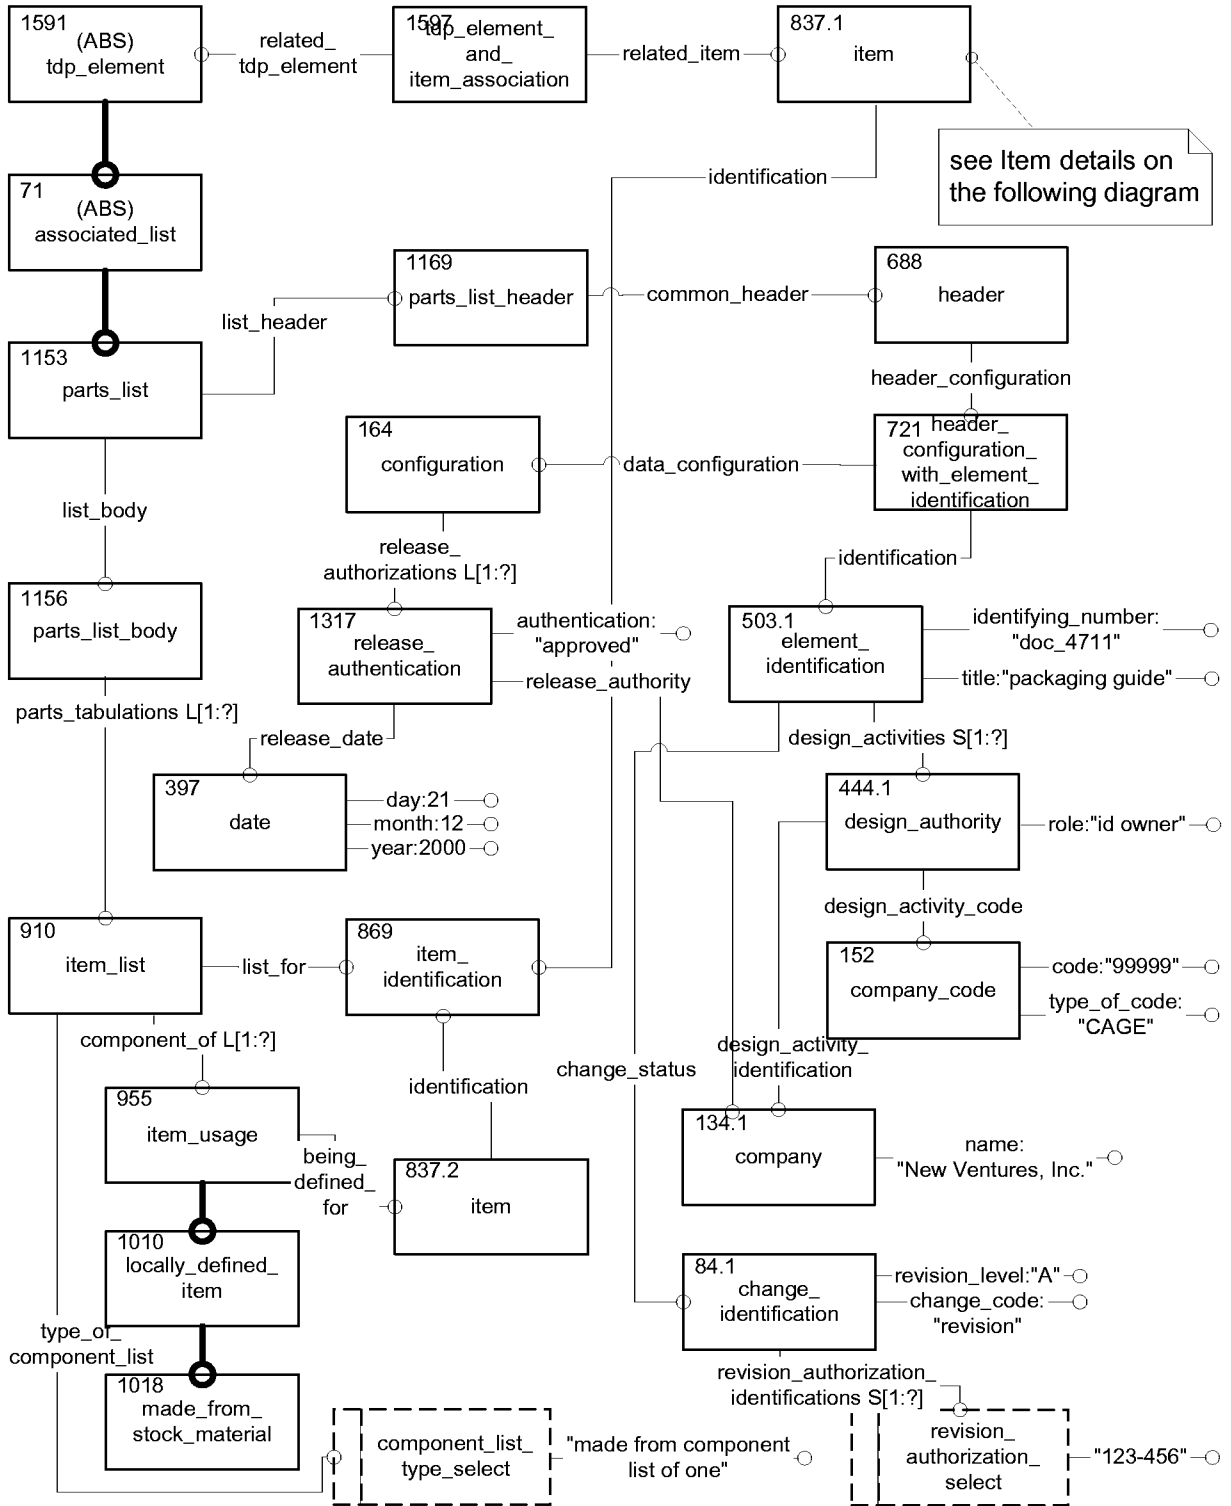 1591
(ABS)
tdp_element
related_
tdp_element
1597
tdp_element_
and_
item_association
related_item
837.1
item
see Item details on
the following diagram
identification
71
(ABS)
associated_list
1169
parts_list_header
common_header
688
header
list_header
1153
parts_list
header_configuration
164
configuration
data_configuration
721
header_
configuration_
with_element_
identification
list_body
release_
authorizations L[1:?]
identification
1156
parts_list_body
1317
release_
authentication
authentication:
"approved"
release_authority
503.1
element_
identification
identifying_number:
"doc_4711"
title:"packaging guide"
parts_tabulations L[1:?]
release_date
design_activities S[1:?]
397
date
day:21
month:12
year:2000
444.1
design_authority
role:"id owner"
design_activity_code
910
item_list
list_for
869
item_
identification
152
company_code
code:"99999"
type_of_code:
"CAGE"
component_of L[1:?]
design_activity_
identification
change_status
identification
955
item_usage
being_
defined_
for
837.2
item
134.1
company
name:
"New Ventures, Inc."
1010
locally_defined_
item
84.1
change_
identification
revision_level:"A"
change_code:
"revision"
type_of_
component_list
revision_authorization_
identifications S[1:?]
1018
made_from_
stock_material
component_list_
type_select
"made from component
list of one"
revision_
authorization_
select
"123-456"